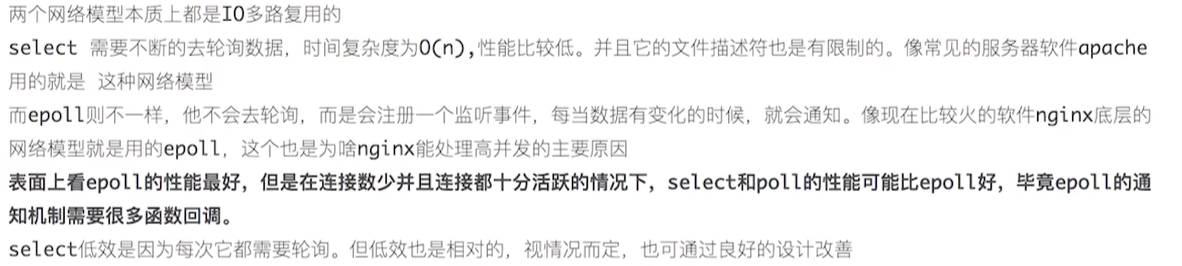 两个网络模型本质上都是IO多路复用的
select 需要不断的去轮询数据，时间复杂度为O(n),性能比较低。并且它的文件描述符也是有限制的。像常见的服务器软件apache
用的就是 这种网络模型
而epoll则不一样，他不会去轮询，而是会注册一个监听事件，每当数据有变化的时候，就会通知。像现在比较火的软件nginx底层的
网络模型就是用的epoll，这个也是为啥nginx能处理高并发的主要原因
表面上看epoll的性能最好，但是在连接数少并且连接都十分活跃的情况下，select和poll的性能可能比epoll好，毕竟epoll的通
知机制需要很多函数回调。
select低效是因为每次它都需要轮询。但低效也是相对的，视情况而定，也可通过良好的设计改善